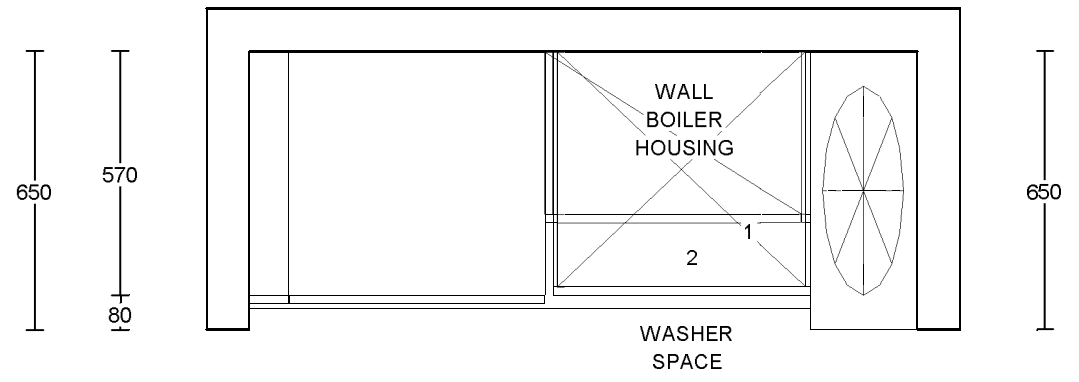 WALL
BOILER
HOUSING
570
650
650
1
2
80
WASHER
SPACE